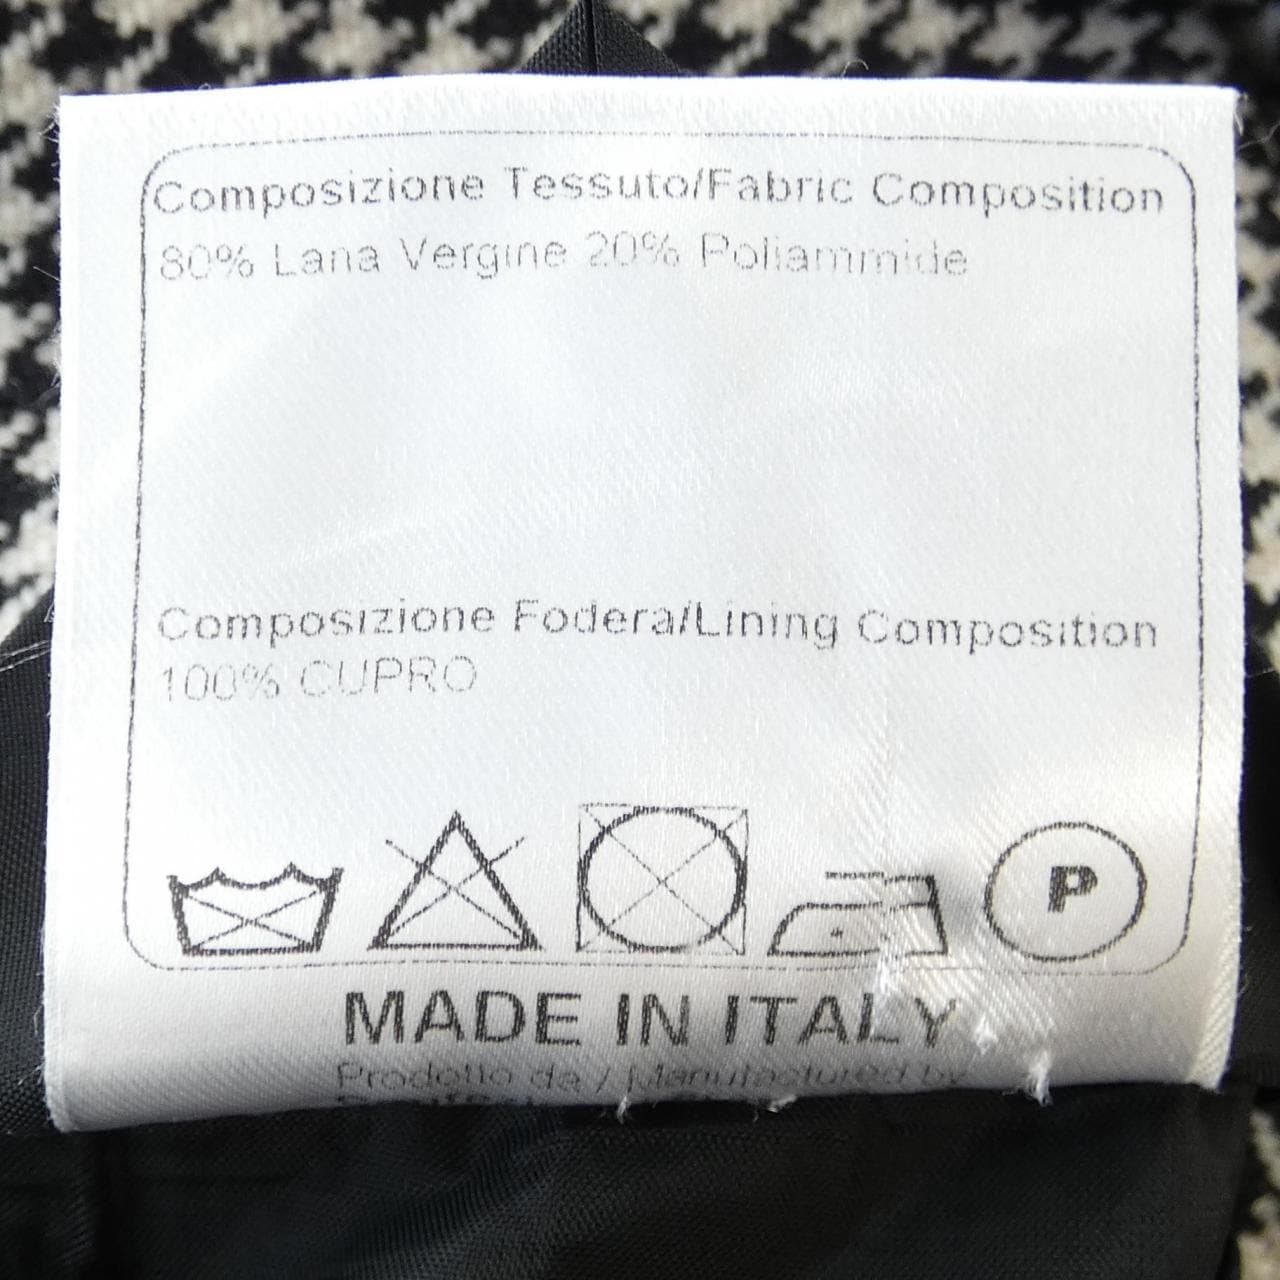 Composizione Tessuto/Fabric Composition
80% Lana Vergine 20% Poliammide
Composizione Fodera/Lining Composition
100% CUPRO
P
MADE IN ITALY
Prodotto da / Manufactured by